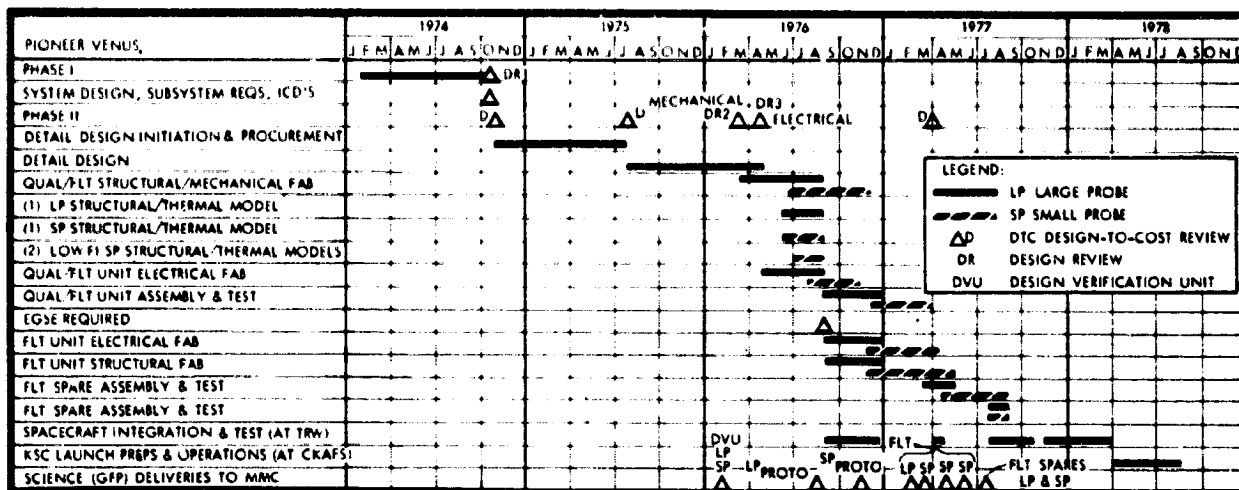 1974 1975 1976 1977 1978
PIONEER VENUS, J F M A M J J A S O N D J F M A M J J A S O N D J F M A M J J A S O N D J F M A M J J A S O N D J F M A M J J A S O N D
PHASE I DR
SYSTEM DESIGN, SUBSYSTEM REQS, ICD'S
PHASE II D D MECHANICAL DR2 DR3 ELECTRICAL D
DETAIL DESIGN INITIATION & PROCUREMENT
DETAIL DESIGN
QUAL/FLT STRUCTURAL/MECHANICAL FAB
(1) LP STRUCTURAL/THERMAL MODEL
(1) SP STRUCTURAL/THERMAL MODEL
(2) LOW FI SP STRUCTURAL/THERMAL MODELS
QUAL/FLT UNIT ELECTRICAL FAB
QUAL/FLT UNIT ASSEMBLY & TEST
EGSE REQUIRED
FLT UNIT ELECTRICAL FAB
FLT UNIT STRUCTURAL FAB
FLT SPARE ASSEMBLY & TEST
FLT SPARE ASSEMBLY & TEST
SPACECRAFT INTEGRATION & TEST (AT TRW)
KSC LAUNCH PREPS & OPERATIONS (AT CKAFS)
SCIENCE (GFP) DELIVERIES TO MMC
DVU
LP
SP
LP PROTO
SP PROTO
FLT
LP SP SP SP
FLT SPARES
LP & SP
LEGEND:
LP LARGE PROBE
SP SMALL PROBE
D DTC DESIGN-TO-COST REVIEW
DR DESIGN REVIEW
DVU DESIGN VERIFICATION UNIT